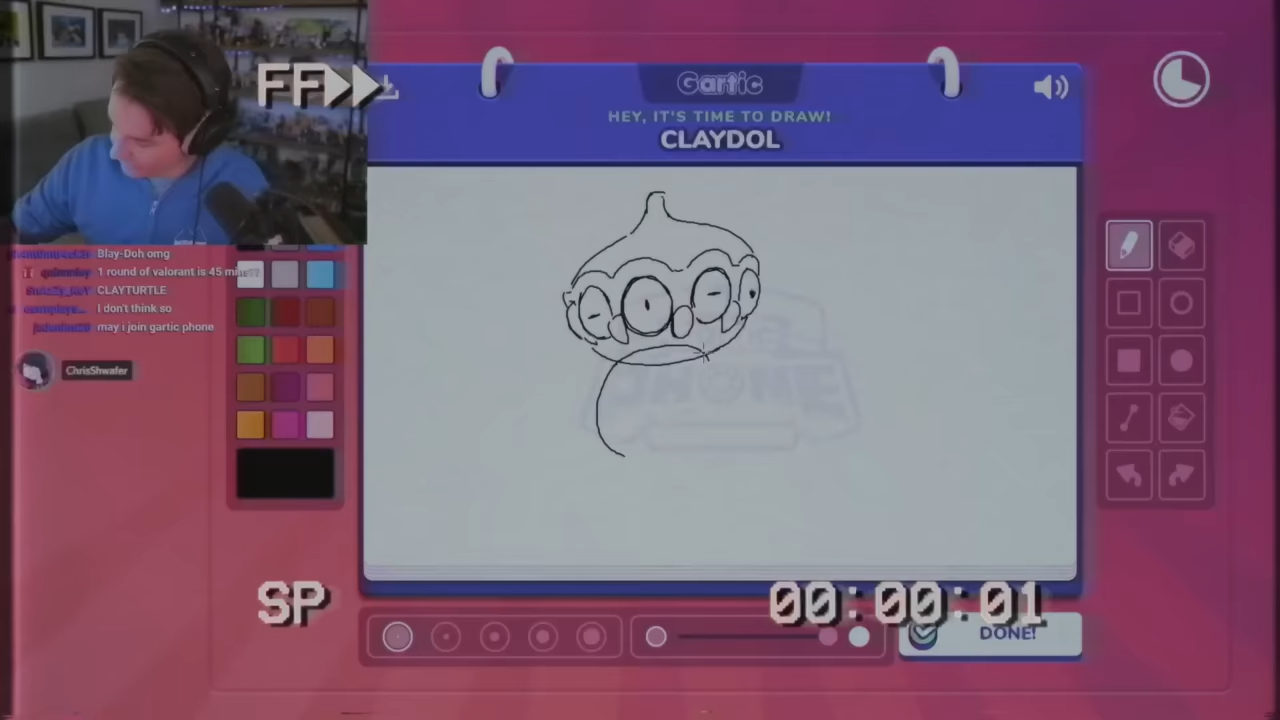 FF
Gartic
HEY, IT'S TIME TO DRAW!
CLAYDOL
Blay-Doh omg
1 round of valorant is 45 min??
CLAYTURTLE
I don't think so
may i join gartic phone
ChrisShwafer
PHONE
SP
00:00:01
DONE!